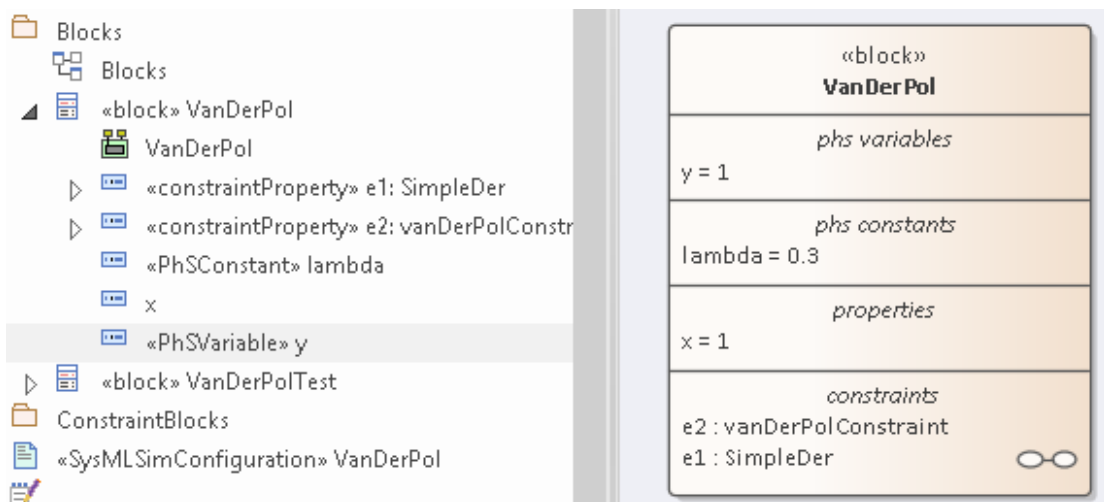 Blocks
Blocks
«block» VanDerPol
VanDerPol
«constraintProperty» e1: SimpleDer
«constraintProperty» e2: vanDerPolConstr
«PhSConstant» lambda
x
«PhSVariable» y
«block» VanDerPolTest
ConstraintBlocks
«SysMLSimConfiguration» VanDerPol
«block»
VanDerPol
phs variables
y = 1
phs constants
lambda = 0.3
properties
x = 1
constraints
e2 : vanDerPolConstraint
e1 : SimpleDer